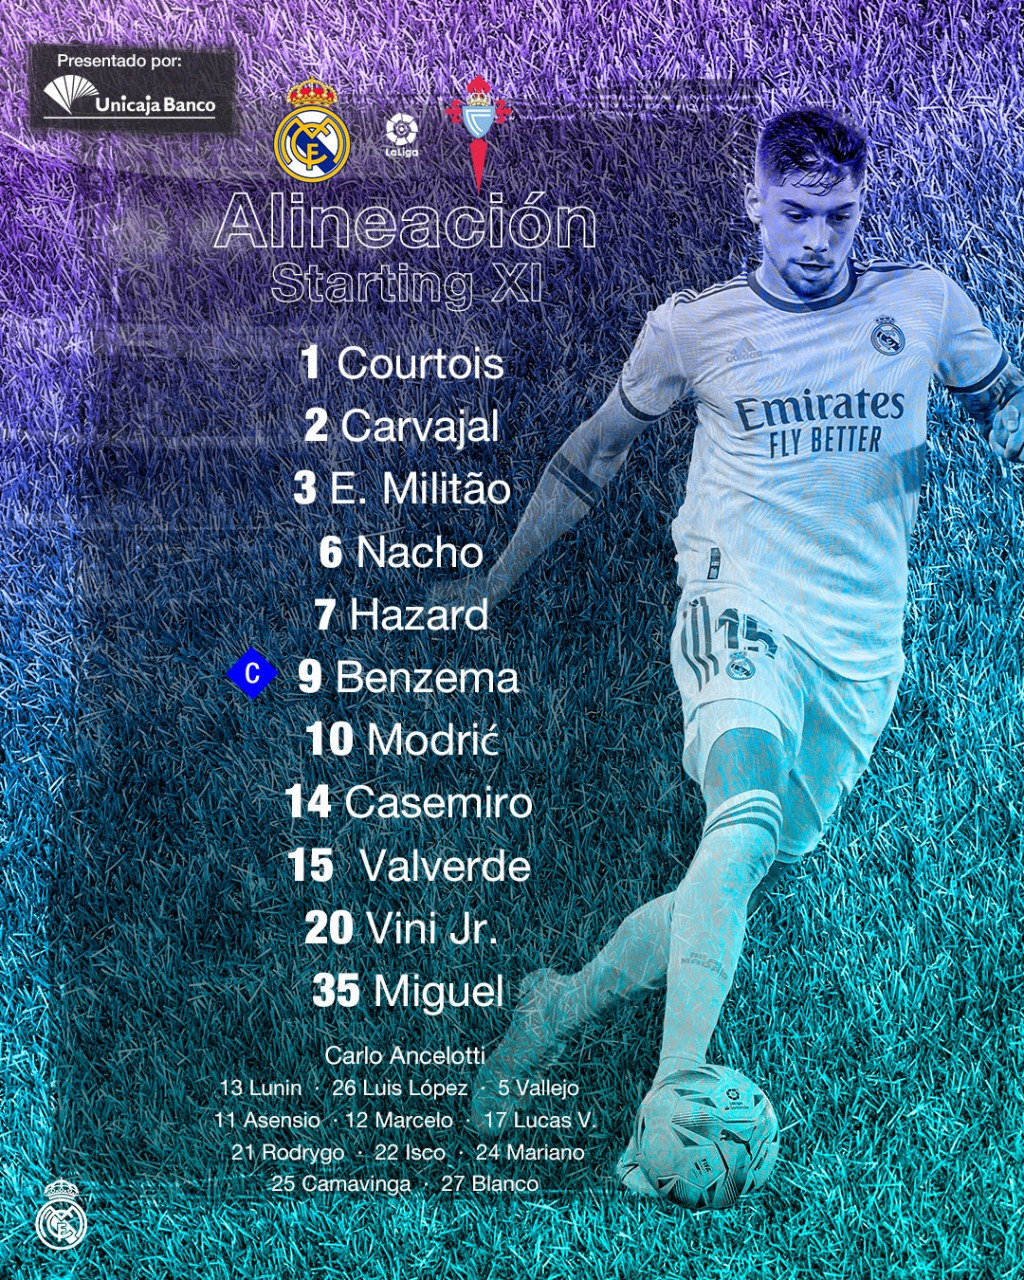 Presentado por:
Unicaja Banco
LaLiga
Alineación
Starting XI
1 Courtois
2 Carvajal
3 E. Militão
6 Nacho
7 Hazard
C 9 Benzema
10 Modrić
14 Casemiro
15 Valverde
20 Vini Jr.
35 Miguel
Carlo Ancelotti
13 Lunin · 26 Luis López · 5 Vallejo
11 Asensio · 12 Marcelo · 17 Lucas V.
21 Rodrygo · 22 Isco · 24 Mariano
25 Camavinga · 27 Blanco
adidas
Emirates
FLY BETTER
15